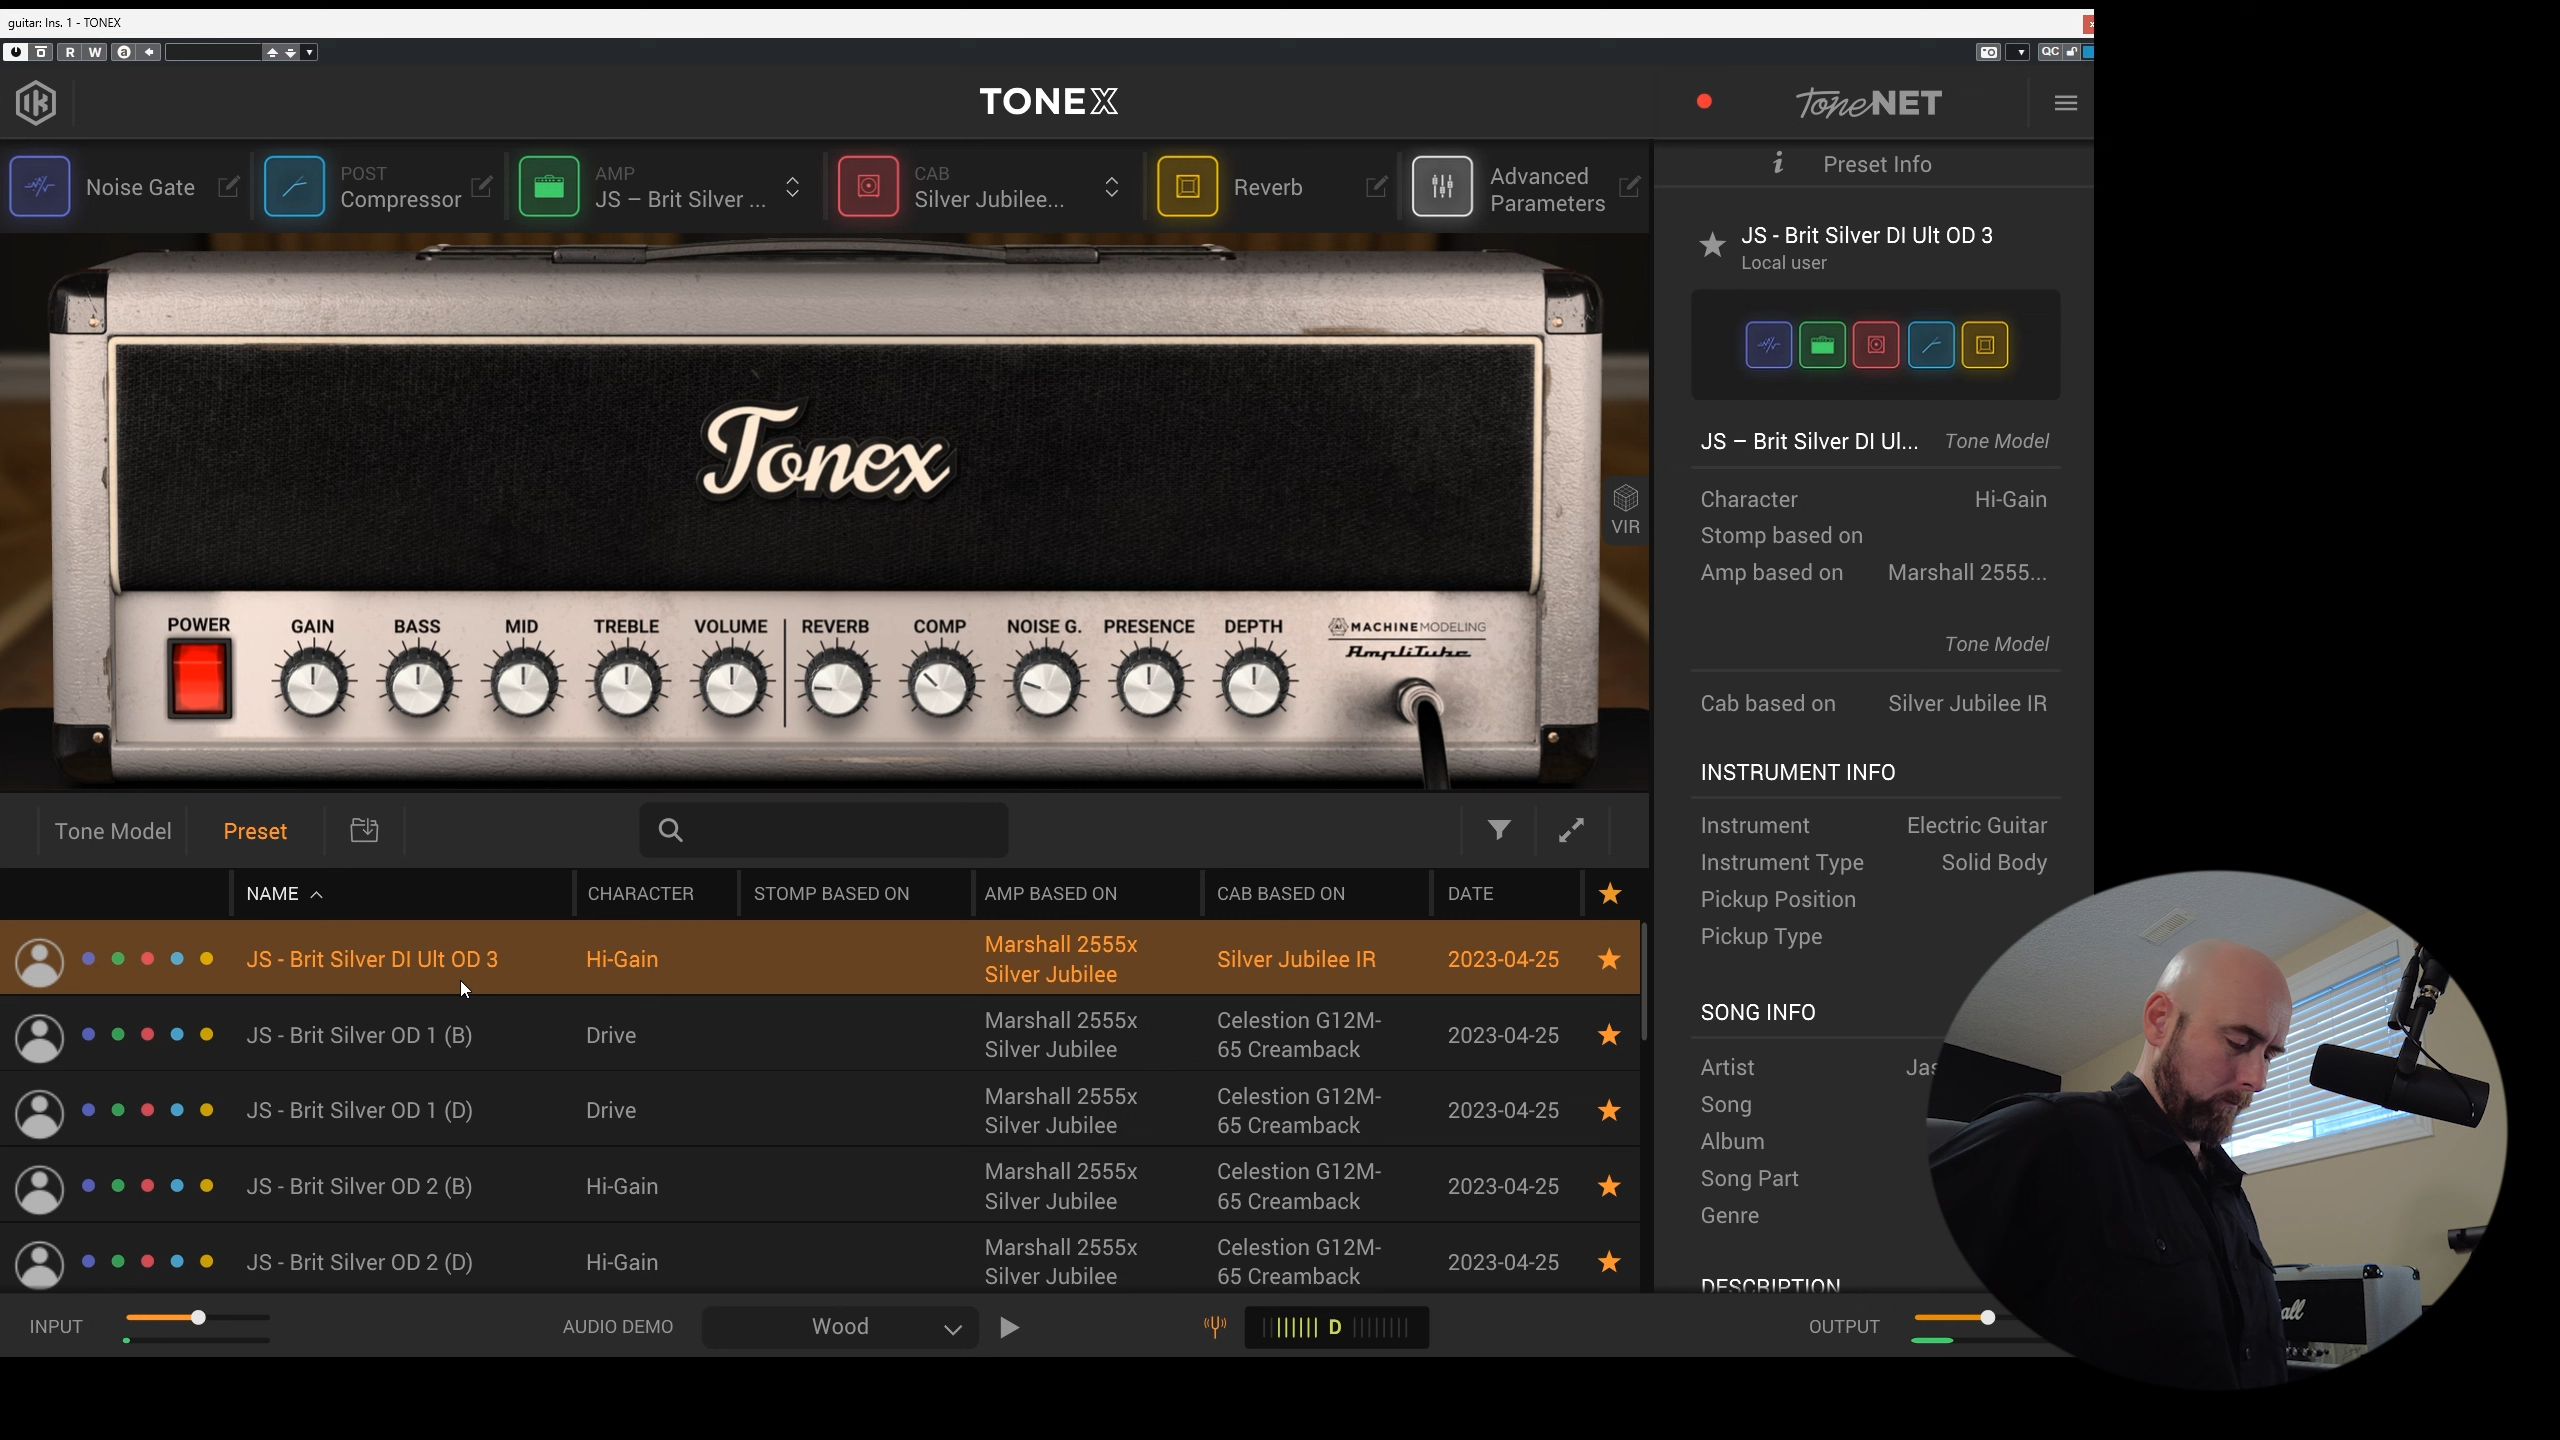 guitar: Ins. 1 - TONEX
R W a QC
TONEX
ToneNET
Noise Gate
POST
Compressor
AMP
JS – Brit Silver ...
CAB
Silver Jubilee...
Reverb
Advanced
Parameters
i Preset Info
JS - Brit Silver DI Ult OD 3
Local user
Tonex
VIR
JS – Brit Silver DI Ul... Tone Model
Character Hi-Gain
Stomp based on
Amp based on Marshall 2555...
Tone Model
Cab based on Silver Jubilee IR
POWER GAIN BASS MID TREBLE VOLUME REVERB COMP NOISE G. PRESENCE DEPTH
MACHINE MODELING
AmpliTube
INSTRUMENT INFO
Instrument Electric Guitar
Instrument Type Solid Body
Pickup Position
Pickup Type
SONG INFO
Artist Jas
Song
Album
Song Part
Genre
DESCRIPTION
Tone Model Preset
NAME CHARACTER STOMP BASED ON AMP BASED ON CAB BASED ON DATE
JS - Brit Silver DI Ult OD 3 Hi-Gain Marshall 2555x Silver Jubilee Silver Jubilee IR 2023-04-25
JS - Brit Silver OD 1 (B) Drive Marshall 2555x Silver Jubilee Celestion G12M-65 Creamback 2023-04-25
JS - Brit Silver OD 1 (D) Drive Marshall 2555x Silver Jubilee Celestion G12M-65 Creamback 2023-04-25
JS - Brit Silver OD 2 (B) Hi-Gain Marshall 2555x Silver Jubilee Celestion G12M-65 Creamback 2023-04-25
JS - Brit Silver OD 2 (D) Hi-Gain Marshall 2555x Silver Jubilee Celestion G12M-65 Creamback 2023-04-25
INPUT AUDIO DEMO Wood D OUTPUT